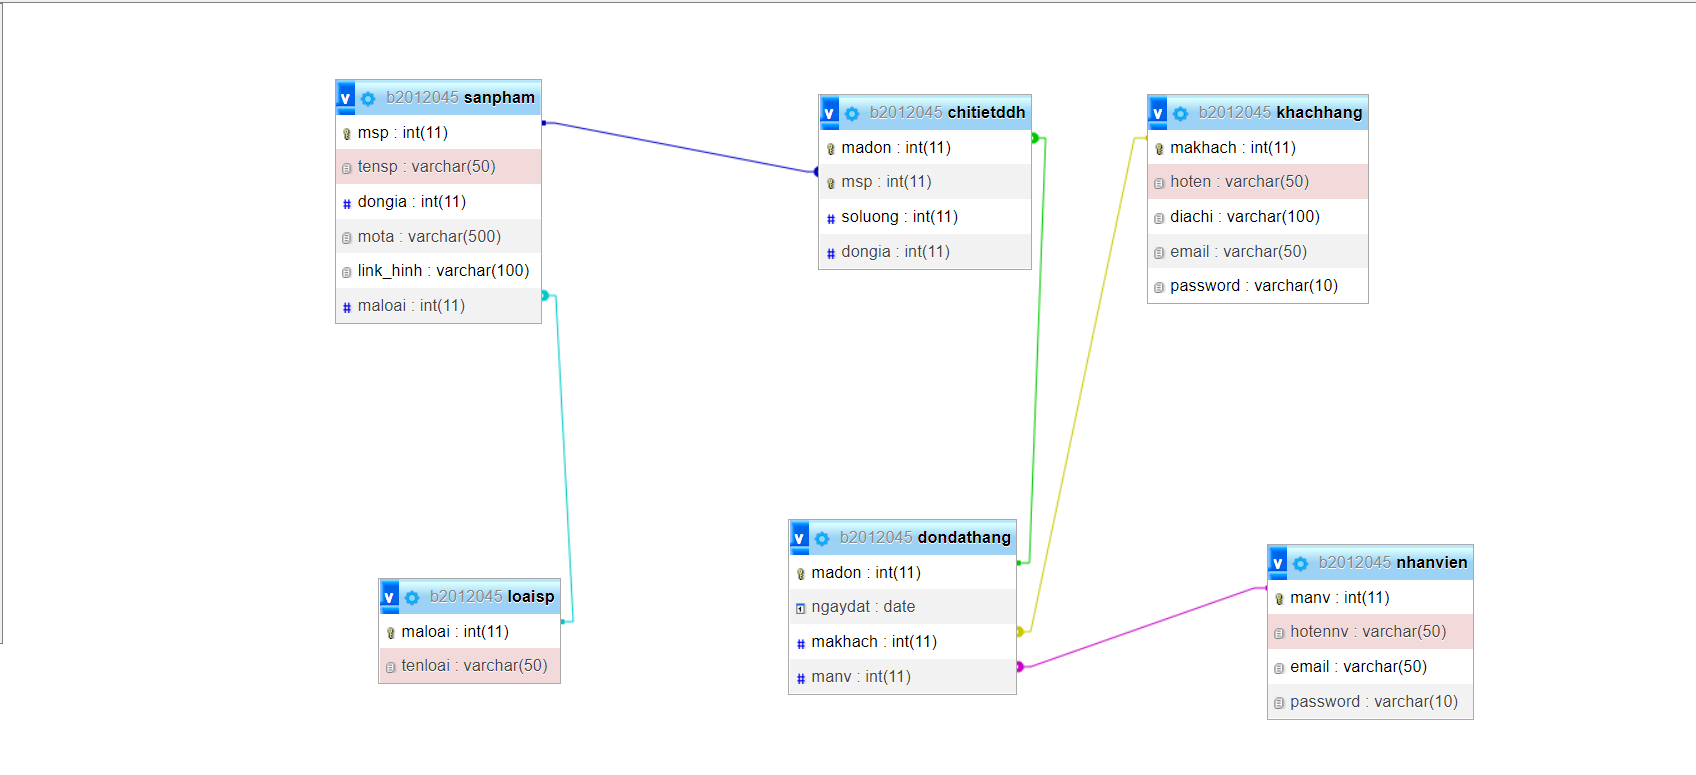 b2012045 sanpham
msp : int(11)
tensp : varchar(50)
dongia : int(11)
mota : varchar(500)
link_hinh : varchar(100)
maloai : int(11)
b2012045 chitietddh
madon : int(11)
msp : int(11)
soluong : int(11)
dongia : int(11)
b2012045 khachhang
makhach : int(11)
hoten : varchar(50)
diachi : varchar(100)
email : varchar(50)
password : varchar(10)
b2012045 loaisp
maloai : int(11)
tenloai : varchar(50)
b2012045 dondathang
madon : int(11)
ngaydat : date
makhach : int(11)
manv : int(11)
b2012045 nhanvien
manv : int(11)
hotennv : varchar(50)
email : varchar(50)
password : varchar(10)